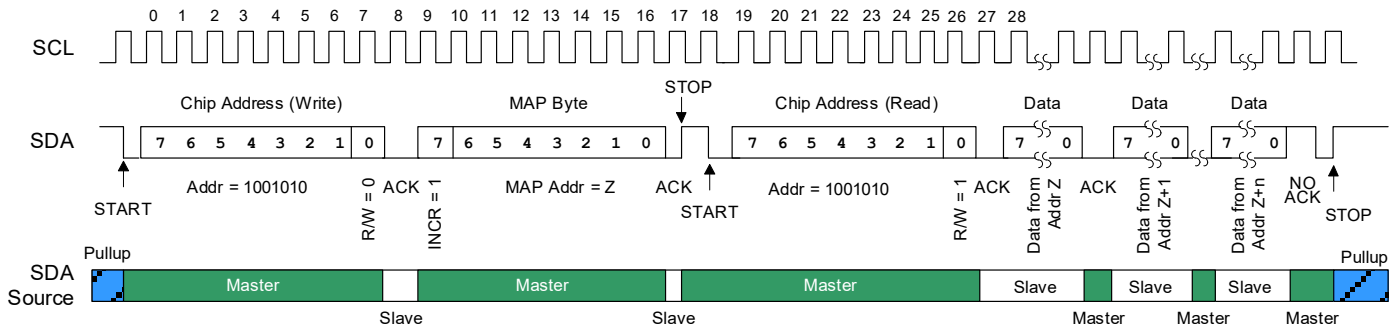 0 1 2 3 4 5 6 7 8 9 10 11 12 13 14 15 16 17 18 19 20 21 22 23 24 25 26 27 28
SCL
STOP
Chip Address (Write) MAP Byte Chip Address (Read) Data Data Data
SDA 7 6 5 4 3 2 1 0 7 6 5 4 3 2 1 0 7 6 5 4 3 2 1 0 7 0 7 0 7 0
Addr = 1001010 R/W = 0 ACK INCR = 1 MAP Addr = Z ACK Addr = 1001010 R/W = 1 ACK Data from Addr Z ACK Data from Addr Z+1 Data from Addr Z+n NO ACK
START START STOP
Pullup Pullup
SDA Source Master Master Master Slave Slave Slave
Slave Slave Master Master Master